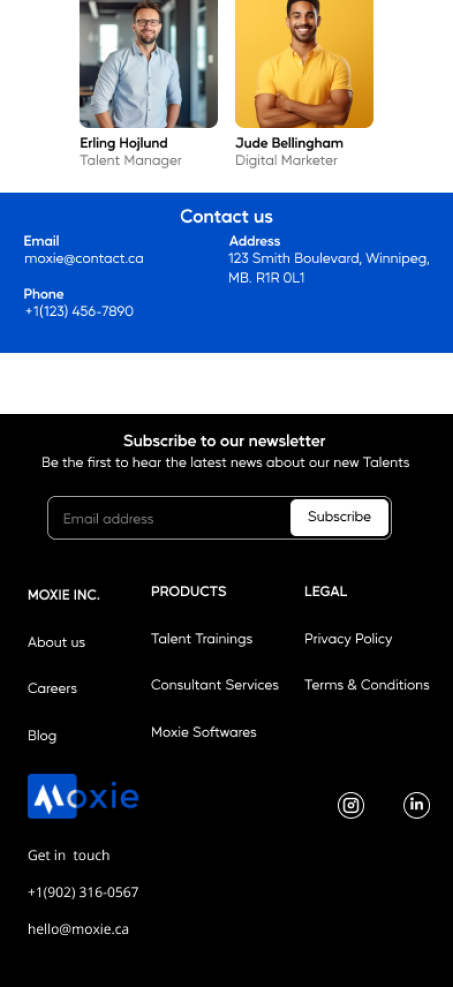 Erling Hojlund
Talent Manager
Jude Bellingham
Digital Marketer
Contact us
Email
moxie@contact.ca
Address
123 Smith Boulevard, Winnipeg,
MB. R1R 0L1
Phone
+1(123) 456-7890
Subscribe to our newsletter
Be the first to hear the latest news about our new Talents
Email address
Subscribe
MOXIE INC.
About us
Careers
Blog
PRODUCTS
Talent Trainings
Consultant Services
Moxie Softwares
LEGAL
Privacy Policy
Terms & Conditions
Moxie
in
Get in touch
+1(902) 316-0567
hello@moxie.ca